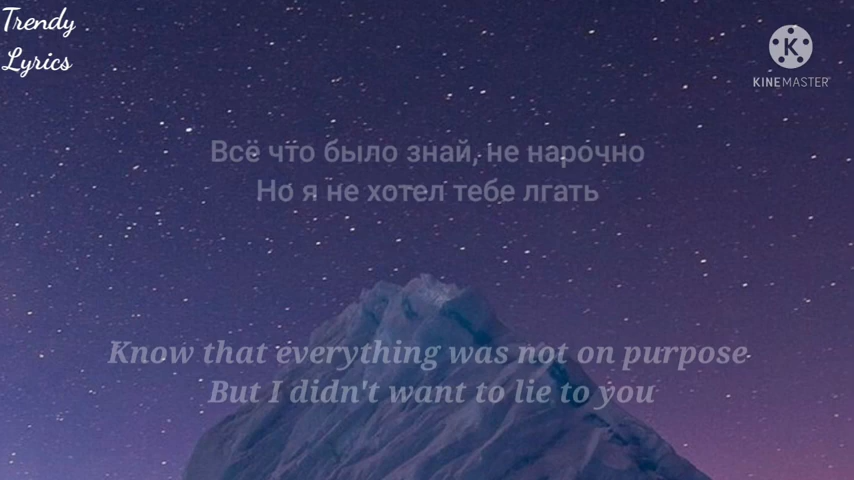 Trendy
Lyrics
K
KINEMASTER
Всё что было знай, не нарочно
Но я не хотел тебе лгать
Know that everything was not on purpose
But I didn't want to lie to you